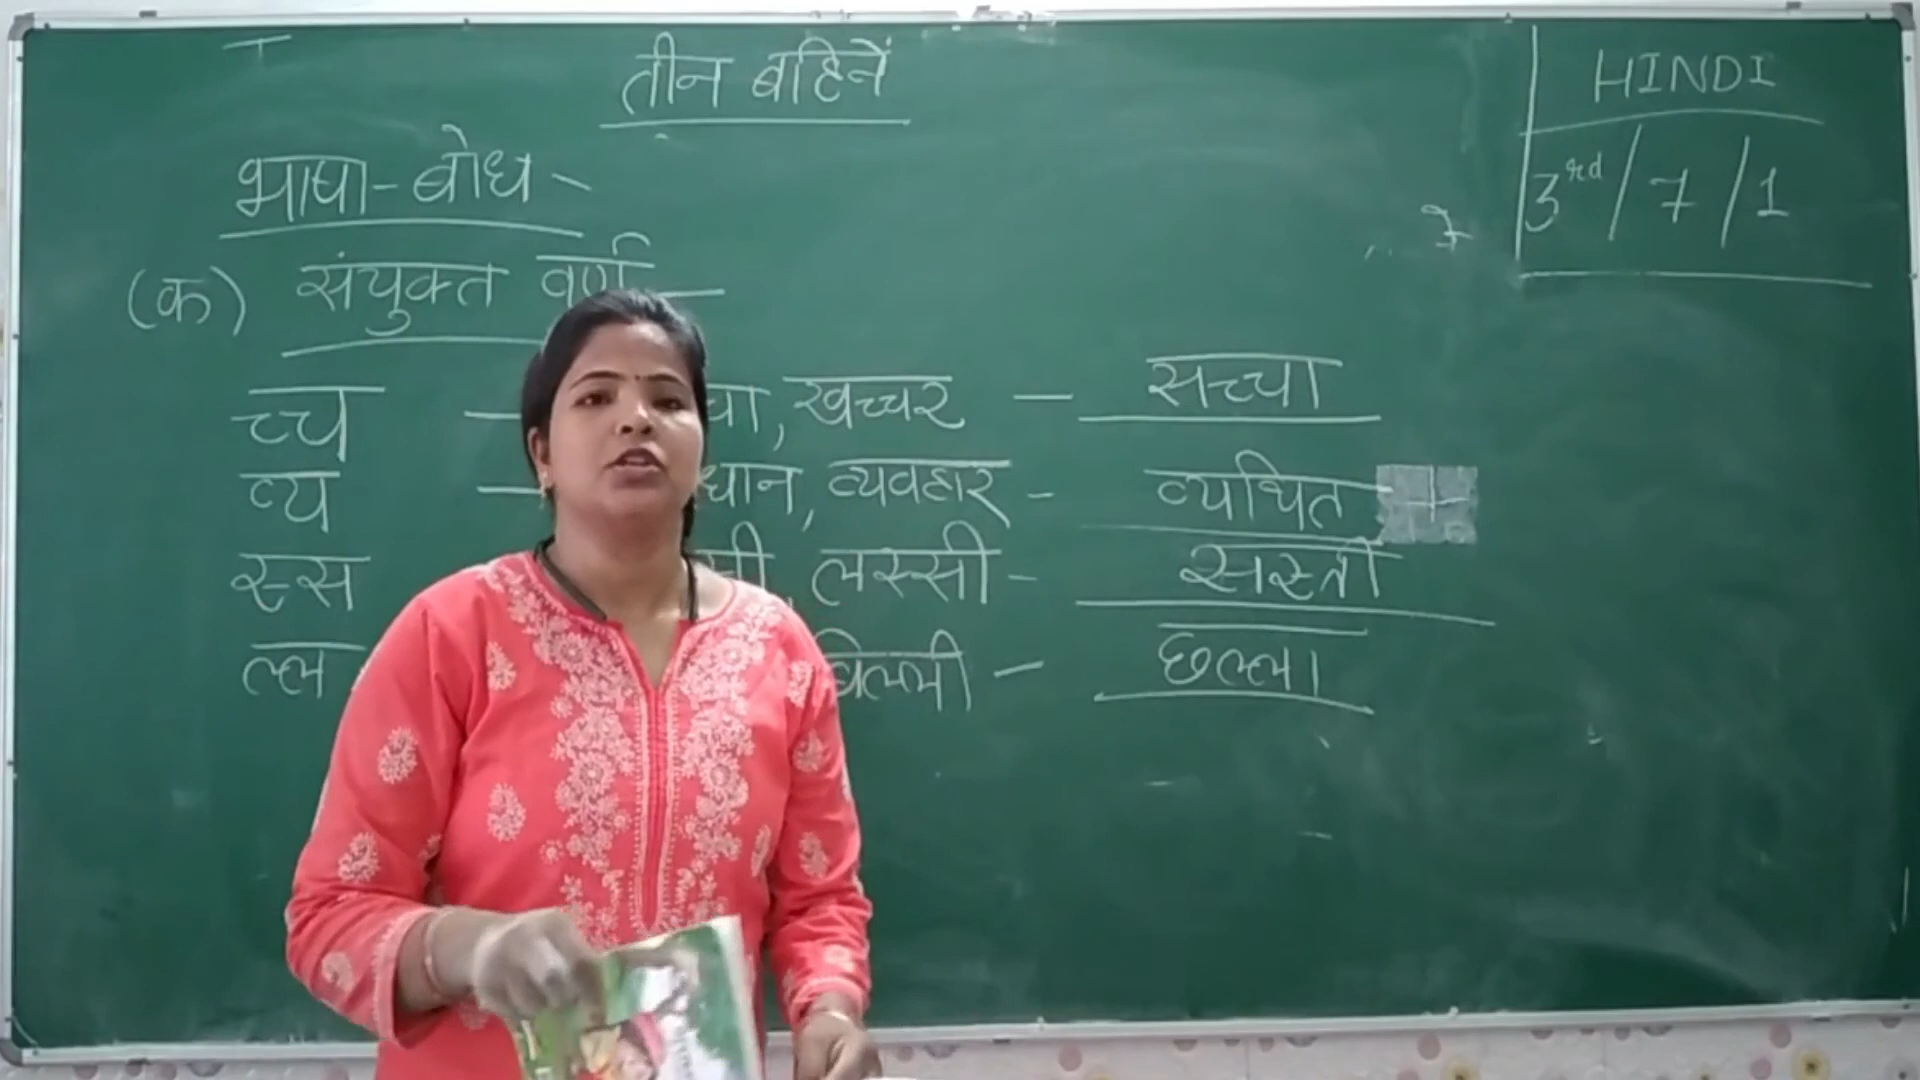 तीन बहिनें
HINDI
3rd/7/1
भाषा-बोध -
(क) संयुक्त वर्ण -
च्च - चा, खच्चर - सच्चा
व्य - धान, व्यवहार - व्यथित
स्स लस्सी - सस्ती
ल्ल बिल्ली - छल्ला